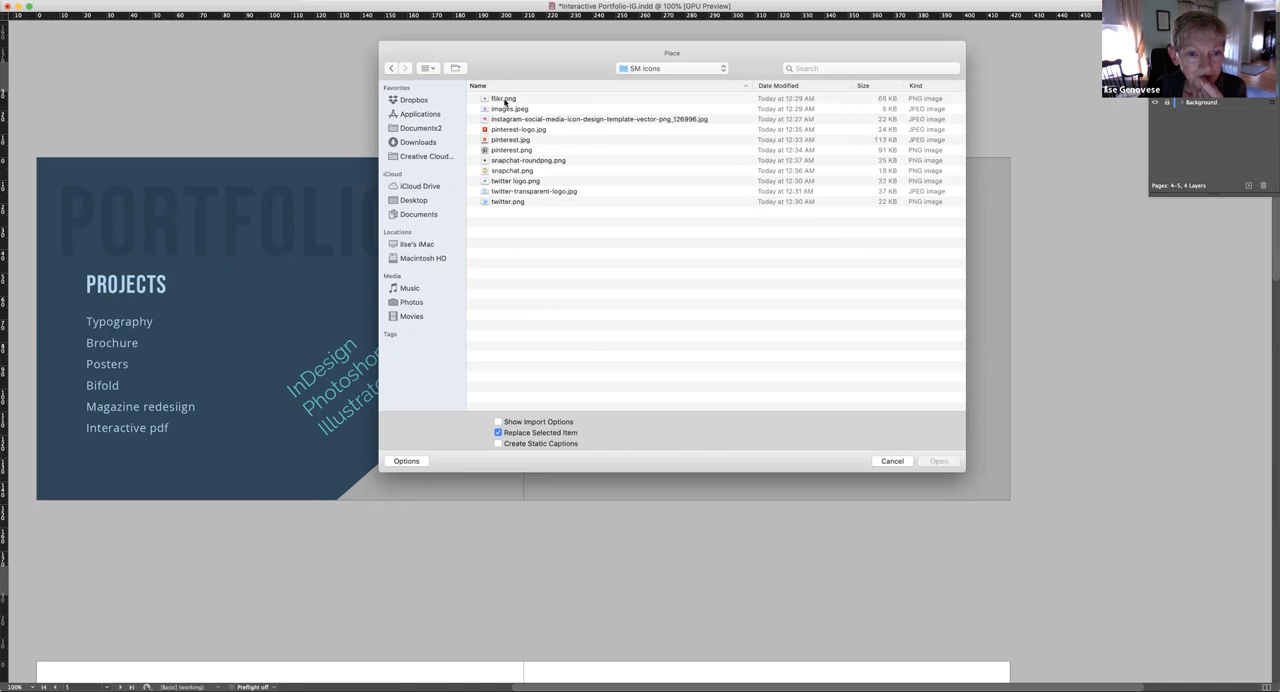 *Interactive Portfolio-IG.indd @ 100% [GPU Preview]
Place
SM icons
Search
Ilse Genovese
Background
Pages: 4-5, 4 Layers
Favorites
Dropbox
Applications
Documents2
Downloads
Creative Cloud...
iCloud
iCloud Drive
Desktop
Documents
Locations
Ilse's iMac
Macintosh HD
Media
Music
Photos
Movies
Tags
Name Date Modified Size Kind
flikr.png Today at 12:29 AM 66 KB PNG image
images.jpeg Today at 12:29 AM 5 KB JPEG image
instagram-social-media-icon-design-template-vector-png_126996.jpg Today at 12:27 AM 22 KB JPEG image
pinterest-logo.jpg Today at 12:35 AM 24 KB JPEG image
pinterest.jpg Today at 12:33 AM 113 KB JPEG image
pinterest.png Today at 12:34 AM 91 KB PNG image
snapchat-roundpng.png Today at 12:37 AM 25 KB PNG image
snapchat.png Today at 12:36 AM 18 KB PNG image
twitter logo.png Today at 12:30 AM 32 KB PNG image
twitter-transparent-logo.jpg Today at 12:31 AM 37 KB JPEG image
twitter.png Today at 12:30 AM 22 KB PNG image
Show Import Options
Replace Selected Item
Create Static Captions
Options
Cancel
Open
PORTFOLIO
PROJECTS
Typography
Brochure
Posters
Bifold
Magazine redesiign
Interactive pdf
InDesign
Photoshop
Illustrator
100%
5
[Basic] (working)
Preflight off